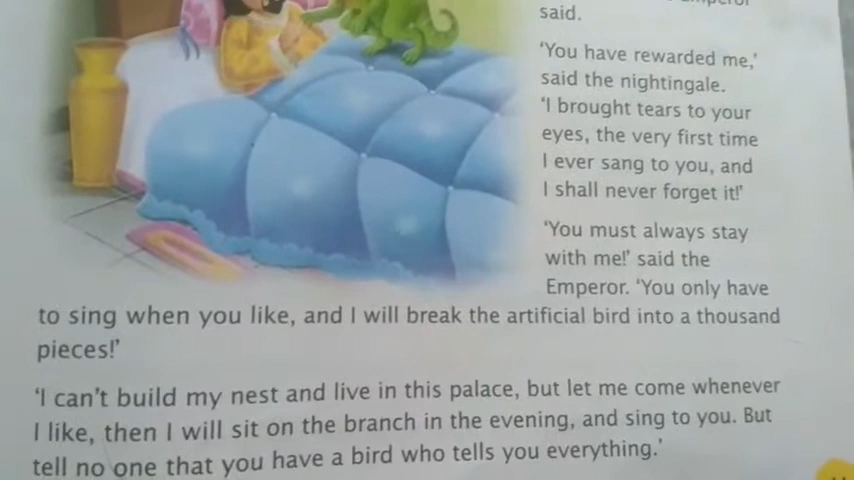 said.
‘You have rewarded me,’
said the nightingale.
‘I brought tears to your
eyes, the very first time
I ever sang to you, and
I shall never forget it!’
‘You must always stay
with me!’ said the
Emperor. ‘You only have
to sing when you like, and I will break the artificial bird into a thousand
pieces!’
‘I can’t build my nest and live in this palace, but let me come whenever
I like, then I will sit on the branch in the evening, and sing to you. But
tell no one that you have a bird who tells you everything.’